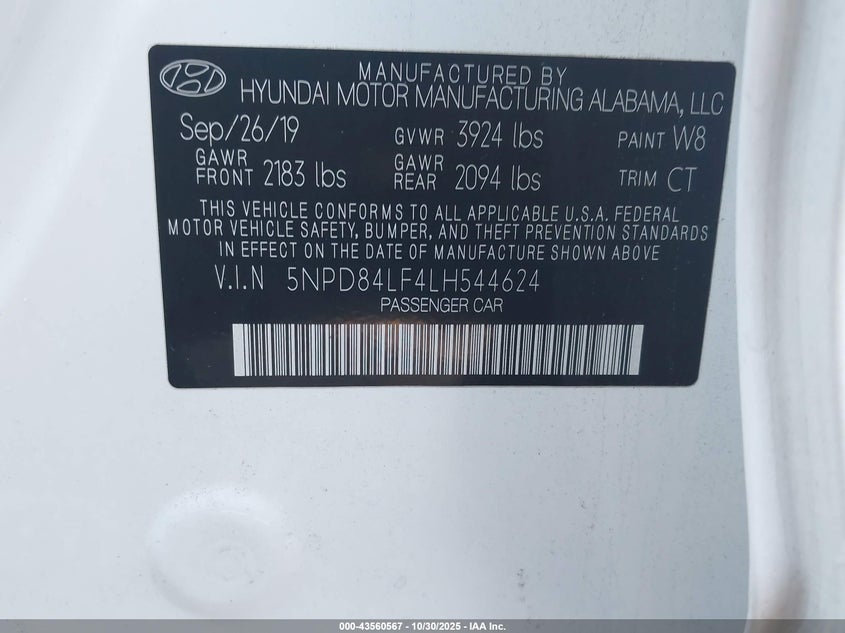 MANUFACTURED BY
HYUNDAI MOTOR MANUFACTURING ALABAMA, LLC
Sep/26/19 GVWR 3924 lbs PAINT W8
GAWR FRONT 2183 lbs GAWR REAR 2094 lbs TRIM CT
THIS VEHICLE CONFORMS TO ALL APPLICABLE U.S.A. FEDERAL
MOTOR VEHICLE SAFETY, BUMPER, AND THEFT PREVENTION STANDARDS
IN EFFECT ON THE DATE OF MANUFACTURE SHOWN ABOVE
V.I.N 5NPD84LF4LH544624
PASSENGER CAR
000-43560567 - 10/30/2025 - IAA Inc.